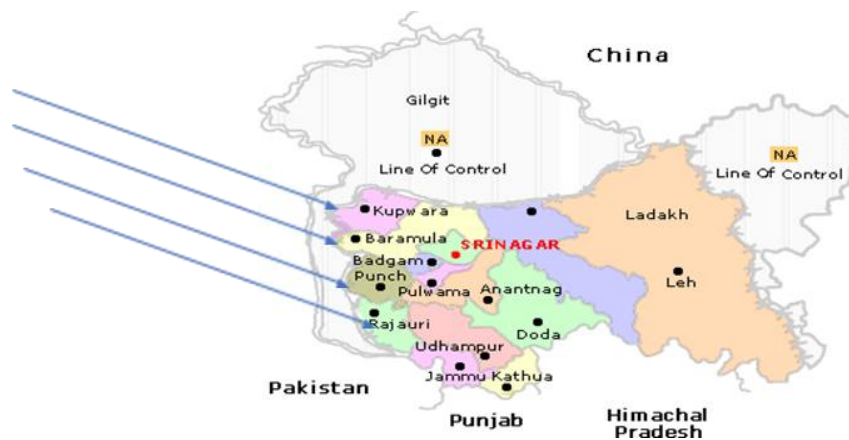 China
Gilgit
NA
Line Of Control
NA
Line Of Control
Kupwara
Ladakh
Baramula
SRINAGAR
Badgam
Punch
Pulwama
Anantnag
Leh
Rajauri
Doda
Udhampur
Jammu
Kathua
Pakistan
Punjab
Himachal
Pradesh